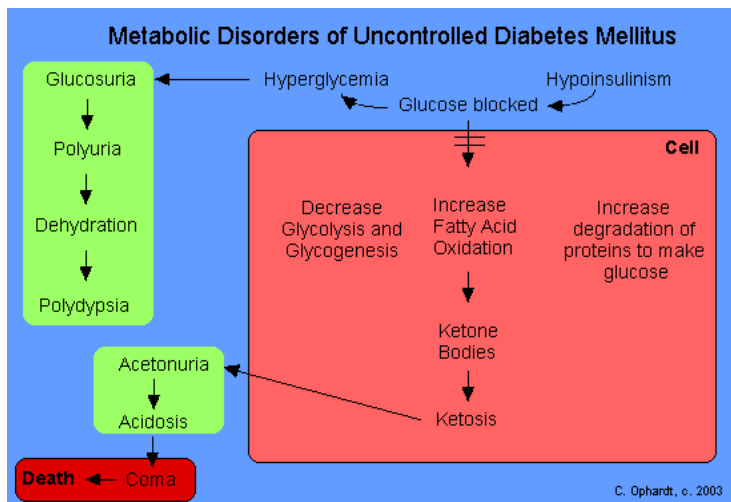 Metabolic Disorders of Uncontrolled Diabetes Mellitus
Glucosuria
Hyperglycemia
Hypoinsulinism
Glucose blocked
Polyuria
Dehydration
Polydypsia
Cell
Decrease
Glycolysis and
Glycogenesis
Increase
Fatty Acid
Oxidation
Increase
degradation of
proteins to make
glucose
Ketone
Bodies
Ketosis
Acetonuria
Acidosis
Death
Coma
C. Ophardt, c. 2003